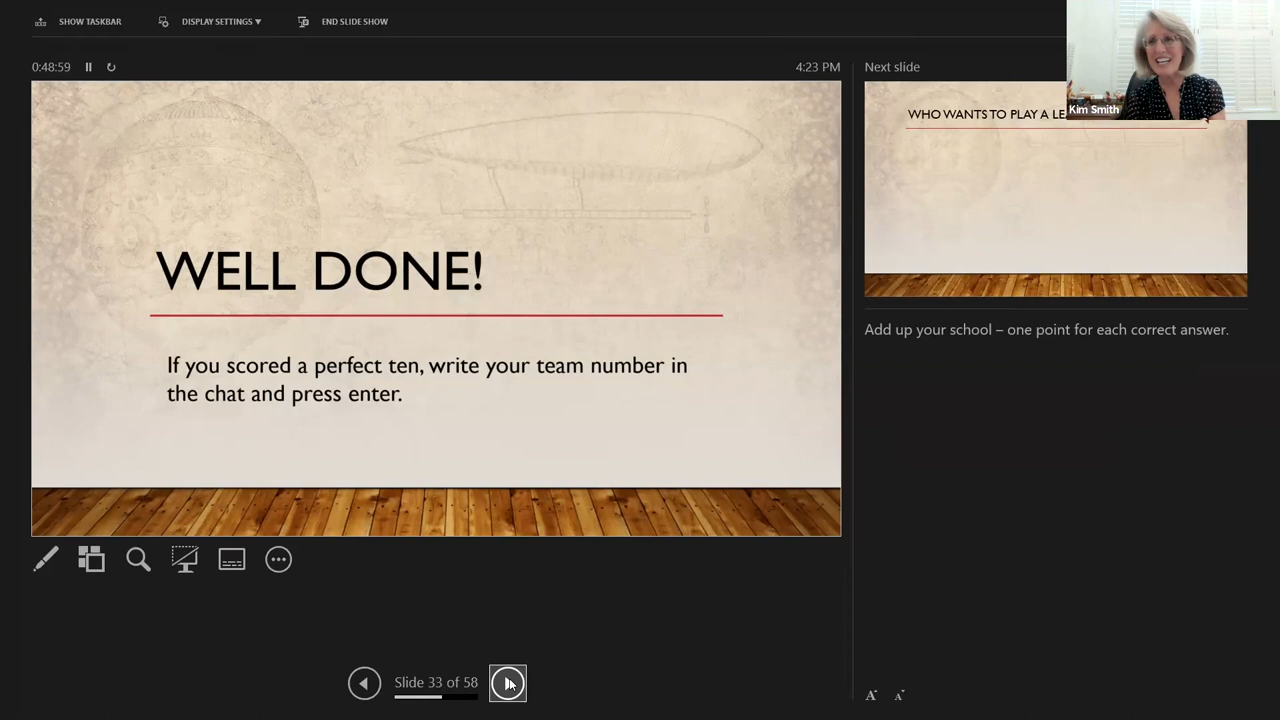 SHOW TASKBAR
DISPLAY SETTINGS ▼
END SLIDE SHOW
0:48:59
4:23 PM
Next slide
Kim Smith
WHO WANTS TO PLAY A
WELL DONE!
If you scored a perfect ten, write your team number in
the chat and press enter.
Add up your school – one point for each correct answer.
Slide 33 of 58
A
A